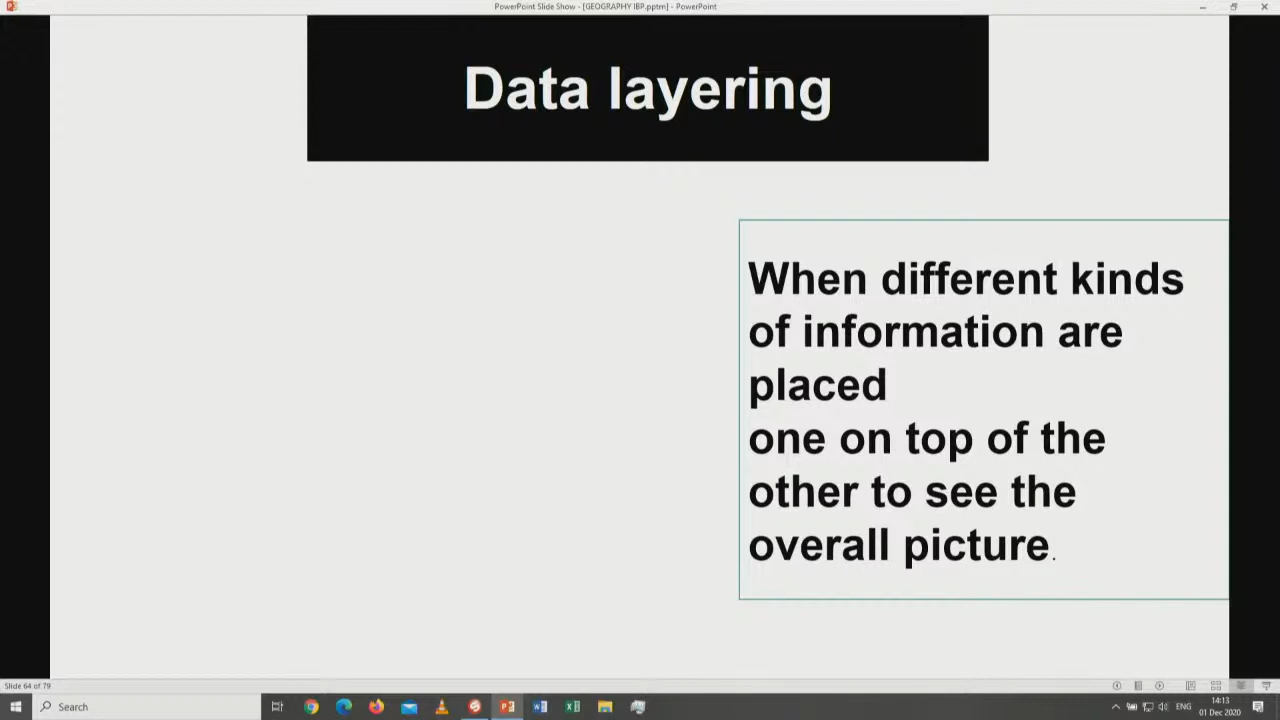 PowerPoint Slide Show - [GEOGRAPHY IBP.pptm] - PowerPoint
Data layering
When different kinds
of information are
placed
one on top of the
other to see the
overall picture.
Slide 64 of 79
Search
ENG
14:13
01 Dec 2020